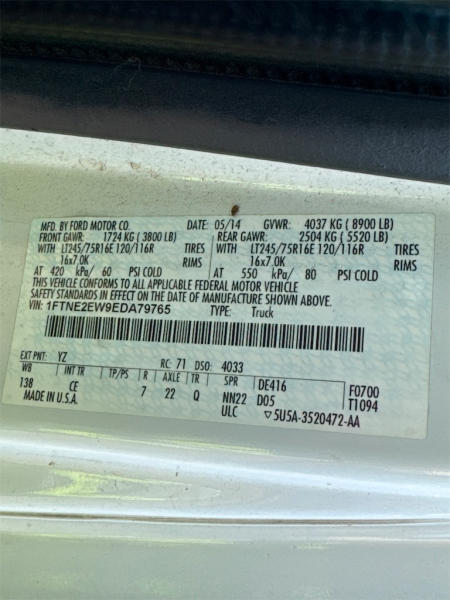 MFD. BY FORD MOTOR CO. DATE: 05/14 GVWR: 4037 KG ( 8900 LB)
FRONT GAWR: 1724 KG ( 3800 LB) REAR GAWR: 2504 KG ( 5520 LB)
WITH LT245/75R16E 120/116R TIRES WITH LT245/75R16E 120/116R TIRES
16x7.0K RIMS 16x7.0K RIMS
AT 420 kPa/ 60 PSI COLD AT 550 kPa/ 80 PSI COLD
THIS VEHICLE CONFORMS TO ALL APPLICABLE FEDERAL MOTOR VEHICLE
SAFETY STANDARDS IN EFFECT ON THE DATE OF MANUFACTURE SHOWN ABOVE.
VIN: 1FTNE2EW9EDA79765 TYPE: Truck
EXT PNT: YZ RC: 71 DSO: 4033
WB INT TR TP/PS R AXLE TR SPR DE416 F0700
138 CE 7 22 Q NN22 D05 T1094
MADE IN U.S.A. ULC ▽5U5A-3520472-AA